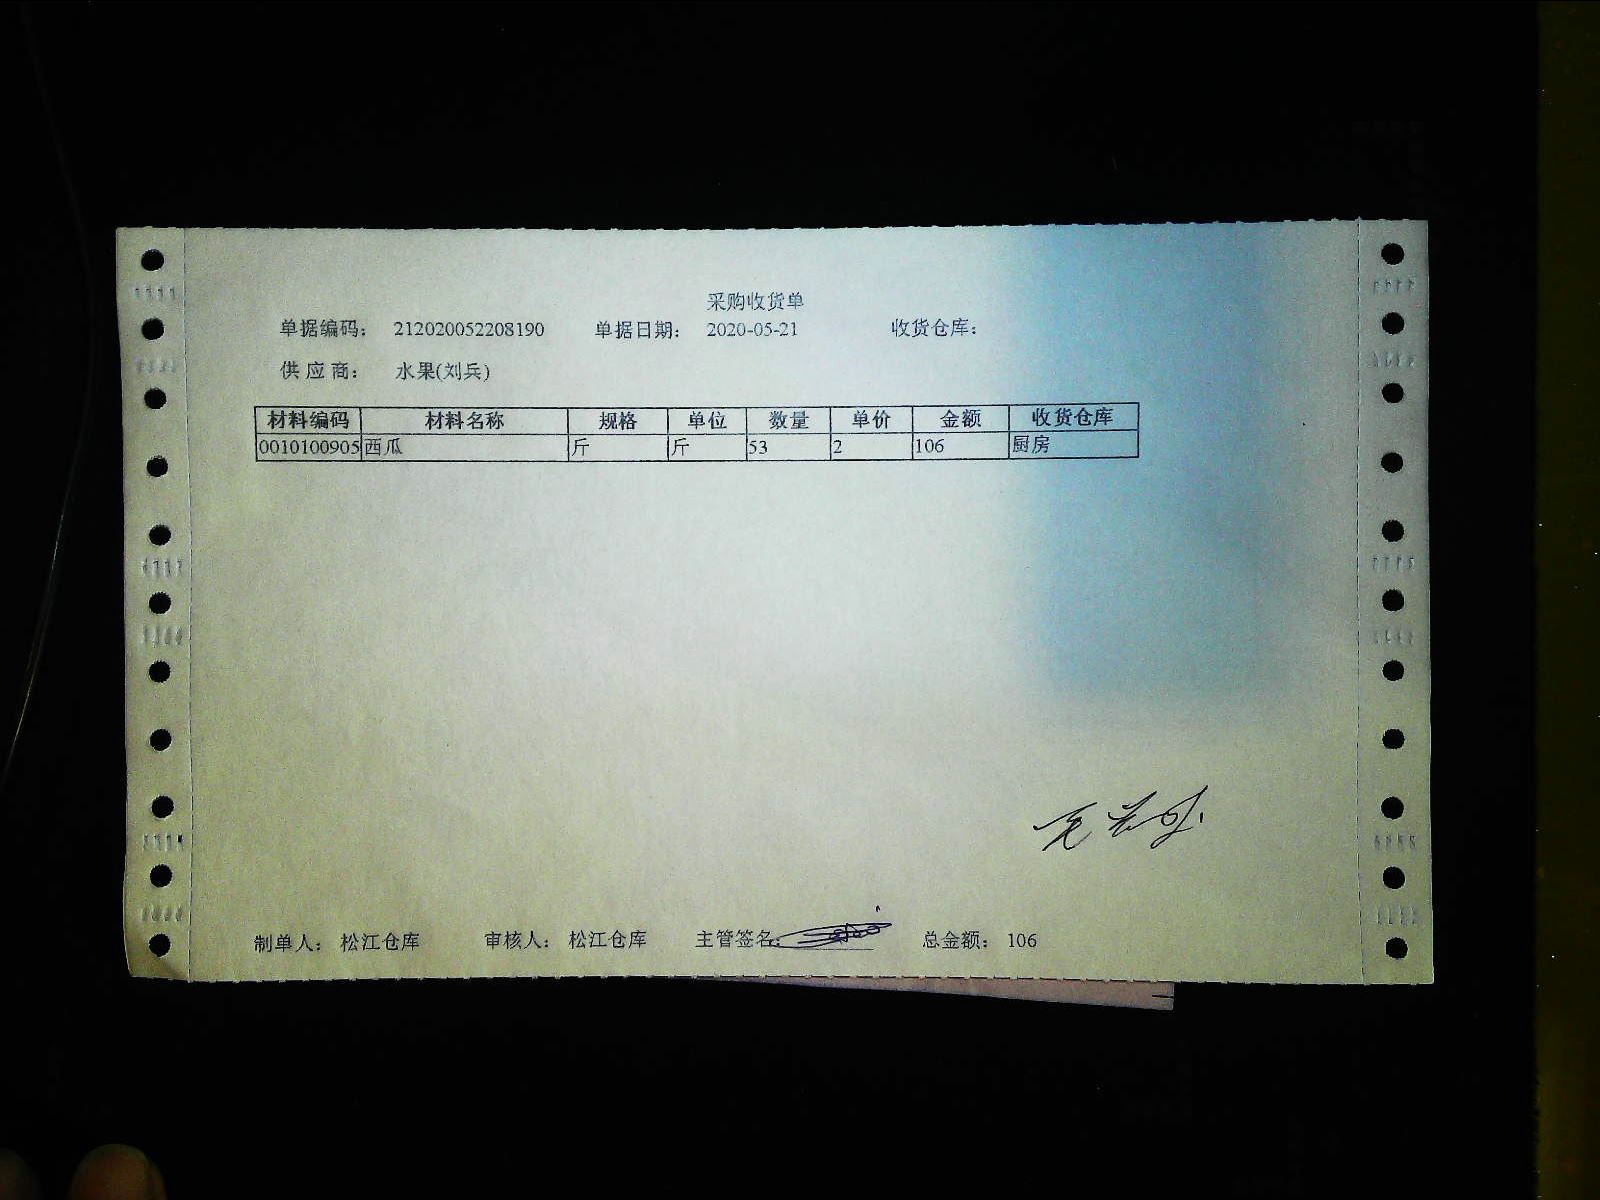 采购收货单
单据编码： 212020052208190 单据日期： 2020-05-21 收货仓库：
供应商： 水果(刘兵)
材料编码 材料名称 规格 单位 数量 单价 金额 收货仓库
0010100905 西瓜 斤 斤 53 2 106 厨房
制单人： 松江仓库 审核人： 松江仓库 主管签名： 总金额： 106